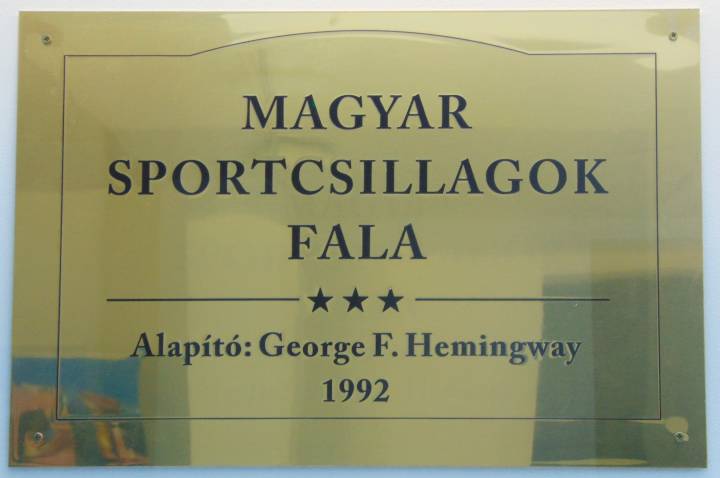 MAGYAR
SPORTCSILLAGOK
FALA
★★★
Alapító: George F. Hemingway
1992